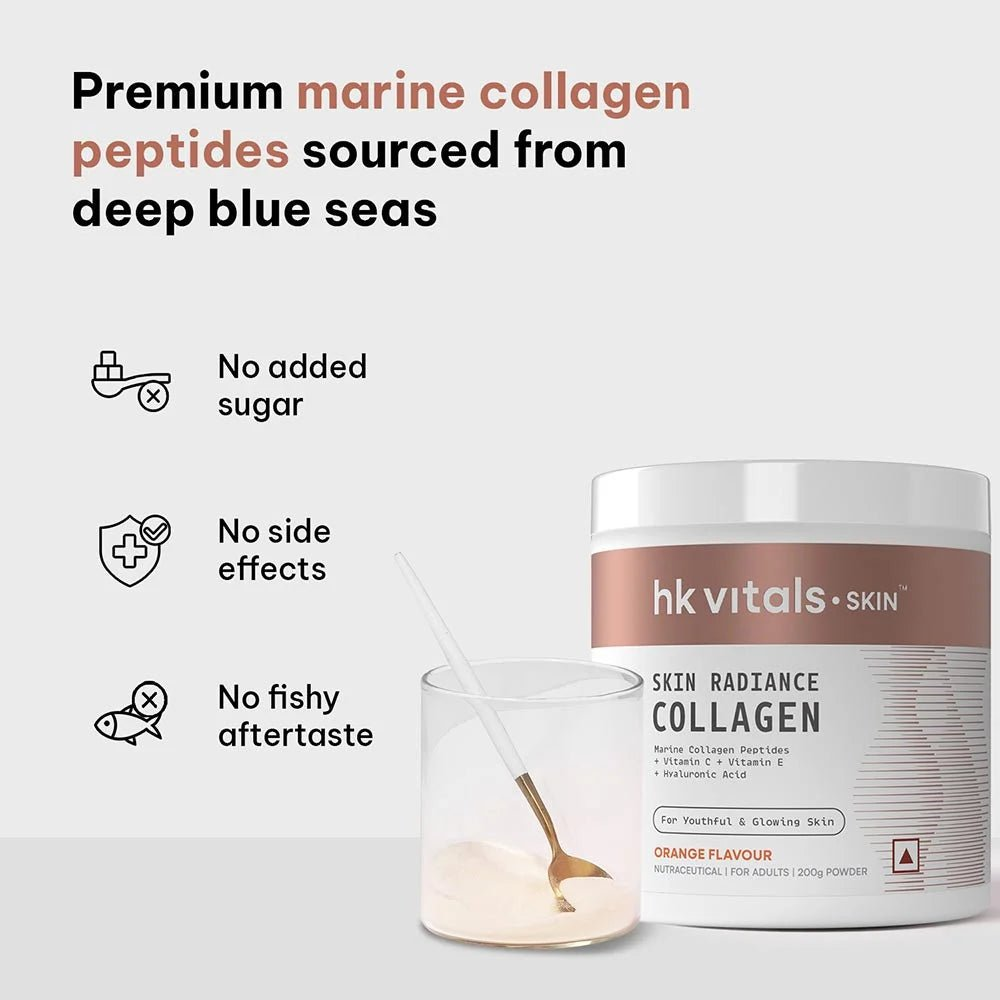 Premium marine collagen
peptides sourced from
deep blue seas
No added
sugar
No side
effects
No fishy
aftertaste
hk vitals • SKIN™
SKIN RADIANCE
COLLAGEN
Marine Collagen Peptides
+ Vitamin C + Vitamin E
+ Hyaluronic Acid
For Youthful & Glowing Skin
ORANGE FLAVOUR
NUTRACEUTICAL | FOR ADULTS | 200g POWDER